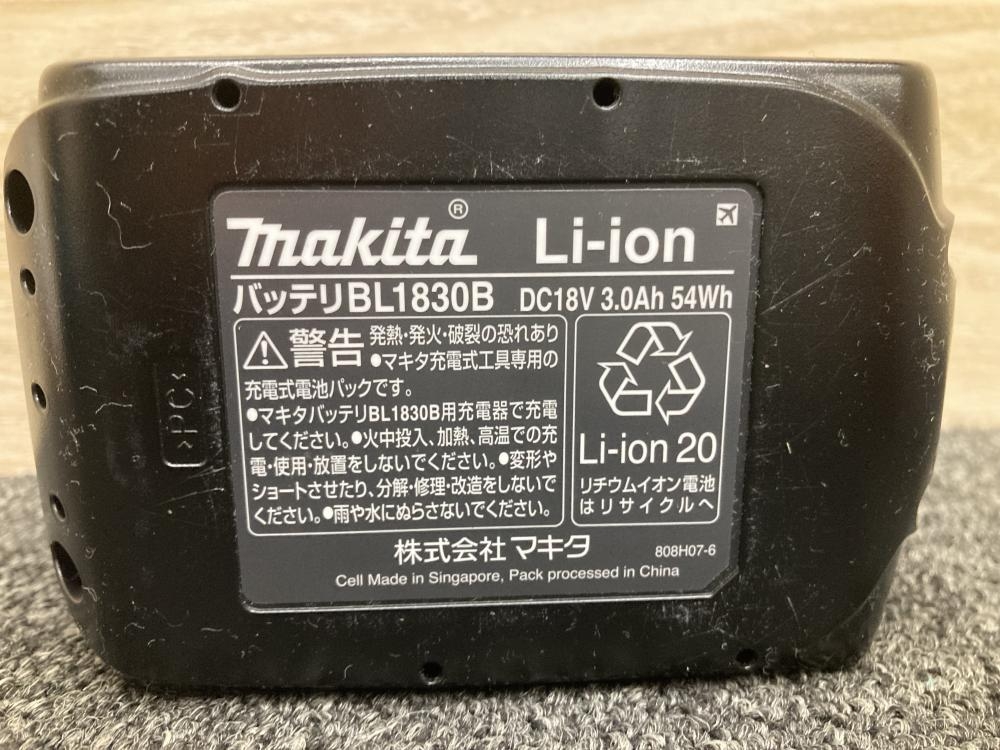 makita®
Li-ion
バッテリBL1830B DC18V 3.0Ah 54Wh
警告 発熱・発火・破裂の恐れあり
●マキタ充電式工具専用の
充電式電池パックです。
●マキタバッテリBL1830B用充電器で充電
してください。●火中投入、加熱、高温での充
電・使用・放置をしないでください。●変形や
ショートさせたり、分解・修理・改造をしないで
ください。●雨や水にぬらさないでください。
Li-ion 20
リチウムイオン電池
はリサイクルへ
株式会社マキタ 808H07-6
Cell Made in Singapore, Pack processed in China
>PC<